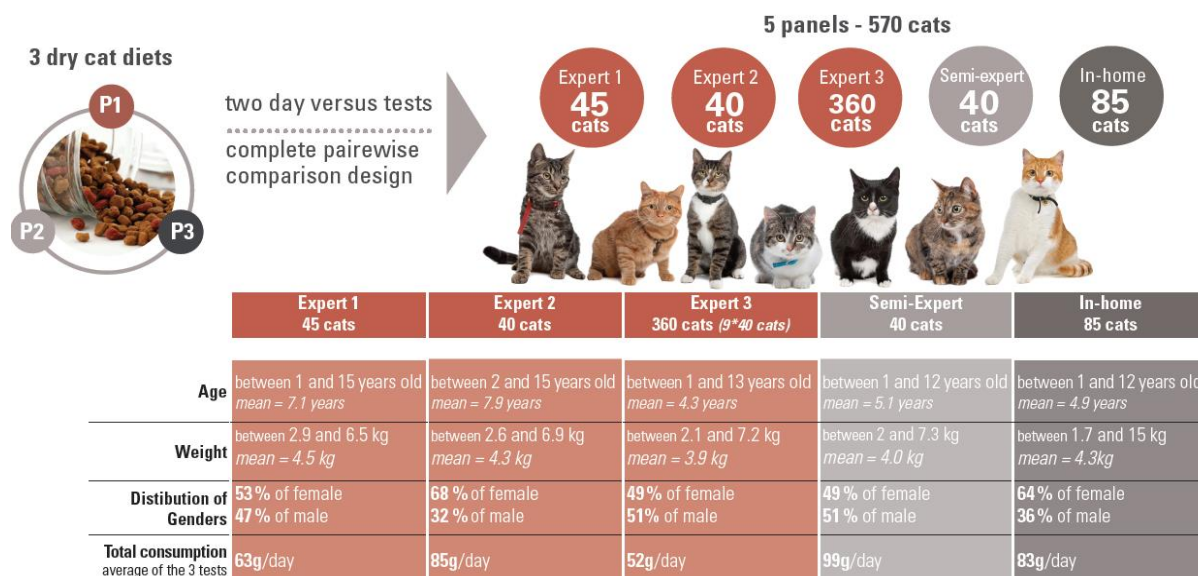 5 panels - 570 cats
3 dry cat diets
P1
P2
P3
two day versus tests
complete pairewise
comparison design
Expert 1
45
cats
Expert 2
40
cats
Expert 3
360
cats
Semi-expert
40
cats
In-home
85
cats
Expert 1
45 cats
Expert 2
40 cats
Expert 3
360 cats (9*40 cats)
Semi-Expert
40 cats
In-home
85 cats
Age
between 1 and 15 years old
mean = 7.1 years
between 2 and 15 years old
mean = 7.9 years
between 1 and 13 years old
mean = 4.3 years
between 1 and 12 years old
mean = 5.1 years
between 1 and 12 years old
mean = 4.9 years
Weight
between 2.9 and 6.5 kg
mean = 4.5 kg
between 2.6 and 6.9 kg
mean = 4.3 kg
between 2.1 and 7.2 kg
mean = 3.9 kg
between 2 and 7.3 kg
mean = 4.0 kg
between 1.7 and 15 kg
mean = 4.3kg
Distibution of
Genders
53 % of female
47 % of male
68 % of female
32 % of male
49 % of female
51% of male
49 % of female
51 % of male
64 % of female
36 % of male
Total consumption
average of the 3 tests
63g/day
85g/day
52g/day
99g/day
83g/day